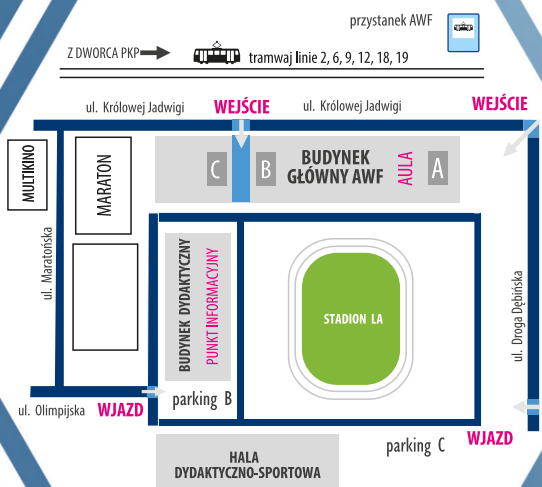 przystanek AWF
Z DWORCA PKP
tramwaj linie 2, 6, 9, 12, 18, 19
ul. Królowej Jadwigi
WEJŚCIE
ul. Królowej Jadwigi
WEJŚCIE
MULTIKINO
MARATON
C
B
BUDYNEK
GŁÓWNY AWF
AULA
A
ul. Maratońska
BUDYNEK DYDAKTYCZNY
PUNKT INFORMACYJNY
STADION LA
ul. Droga Dębińska
ul. Olimpijska
WJAZD
parking B
parking C
WJAZD
HALA
DYDAKTYCZNO-SPORTOWA